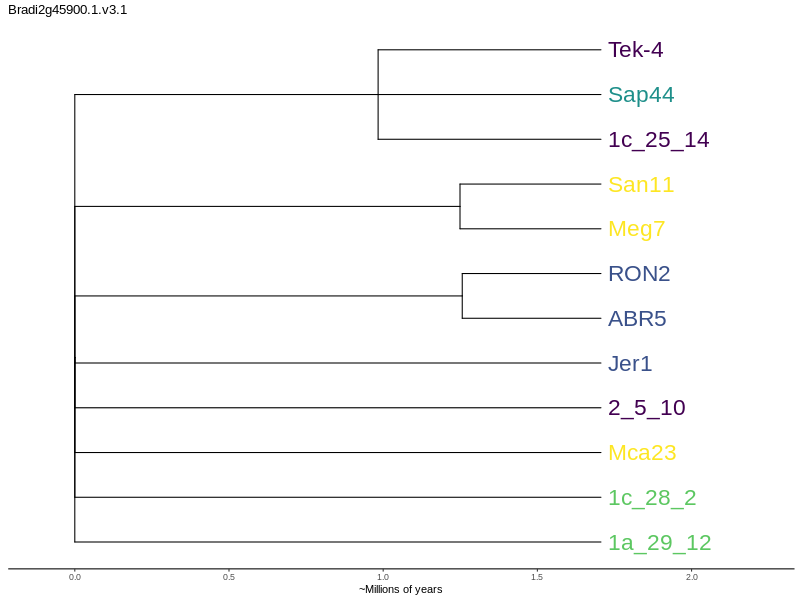 Bradi2g45900.1.v3.1
Tek-4
Sap44
1c_25_14
San11
Meg7
RON2
ABR5
Jer1
2_5_10
Mca23
1c_28_2
1a_29_12
0.0 0.5 1.0 1.5 2.0
~Millions of years